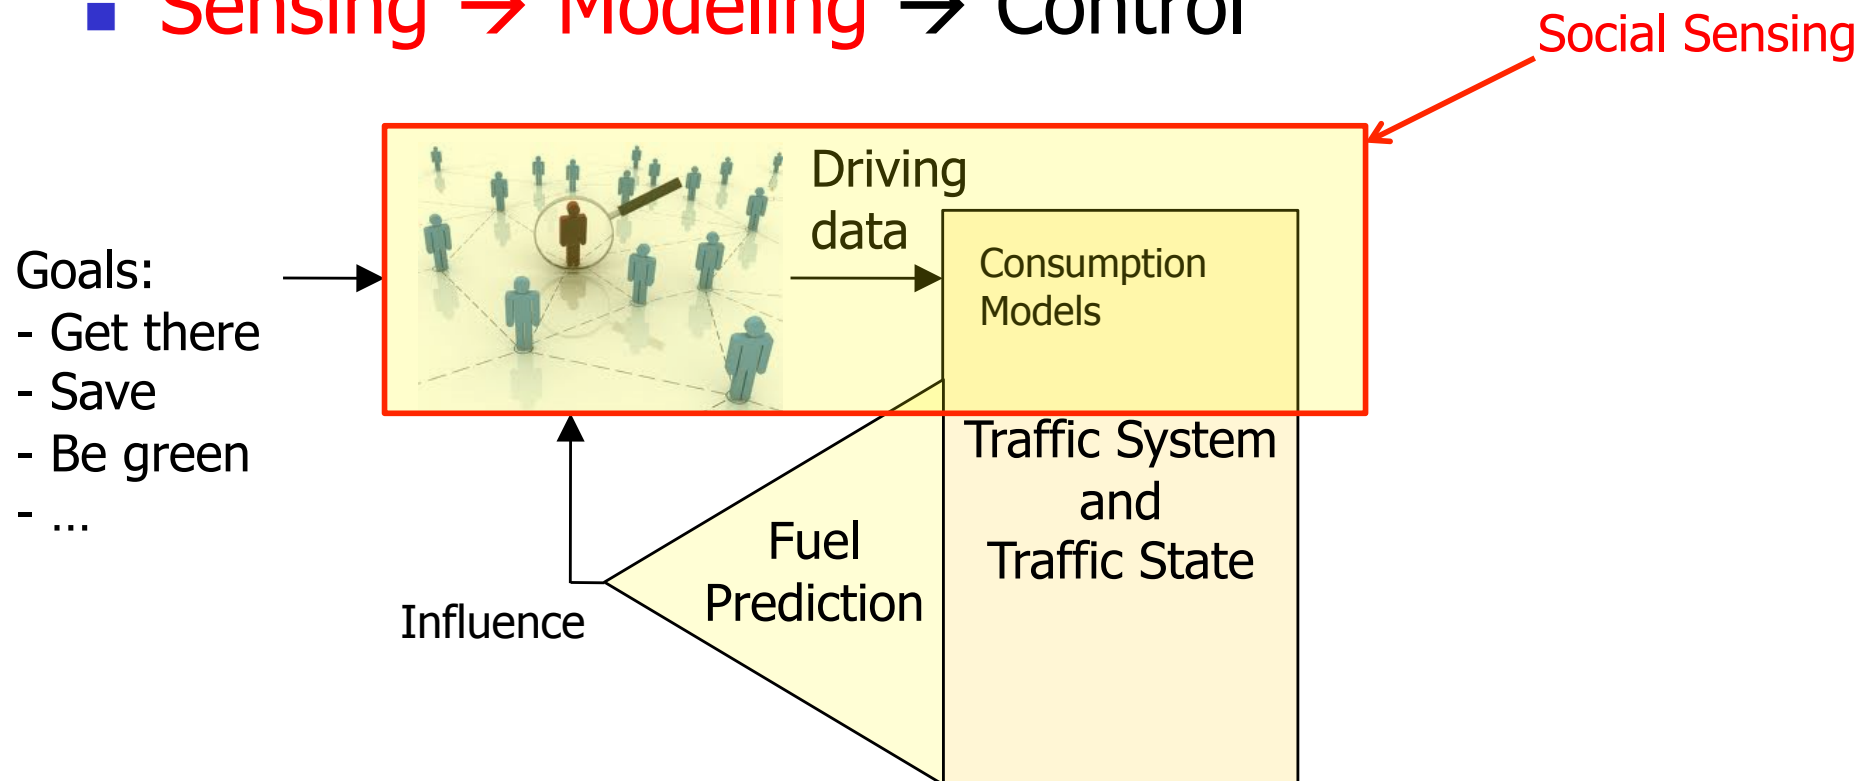 Sensing → Modeling → Control
Social Sensing
Driving
data
Consumption
Models
Goals:
- Get there
- Save
- Be green
- ...
Traffic System
and
Traffic State
Fuel
Prediction
Influence